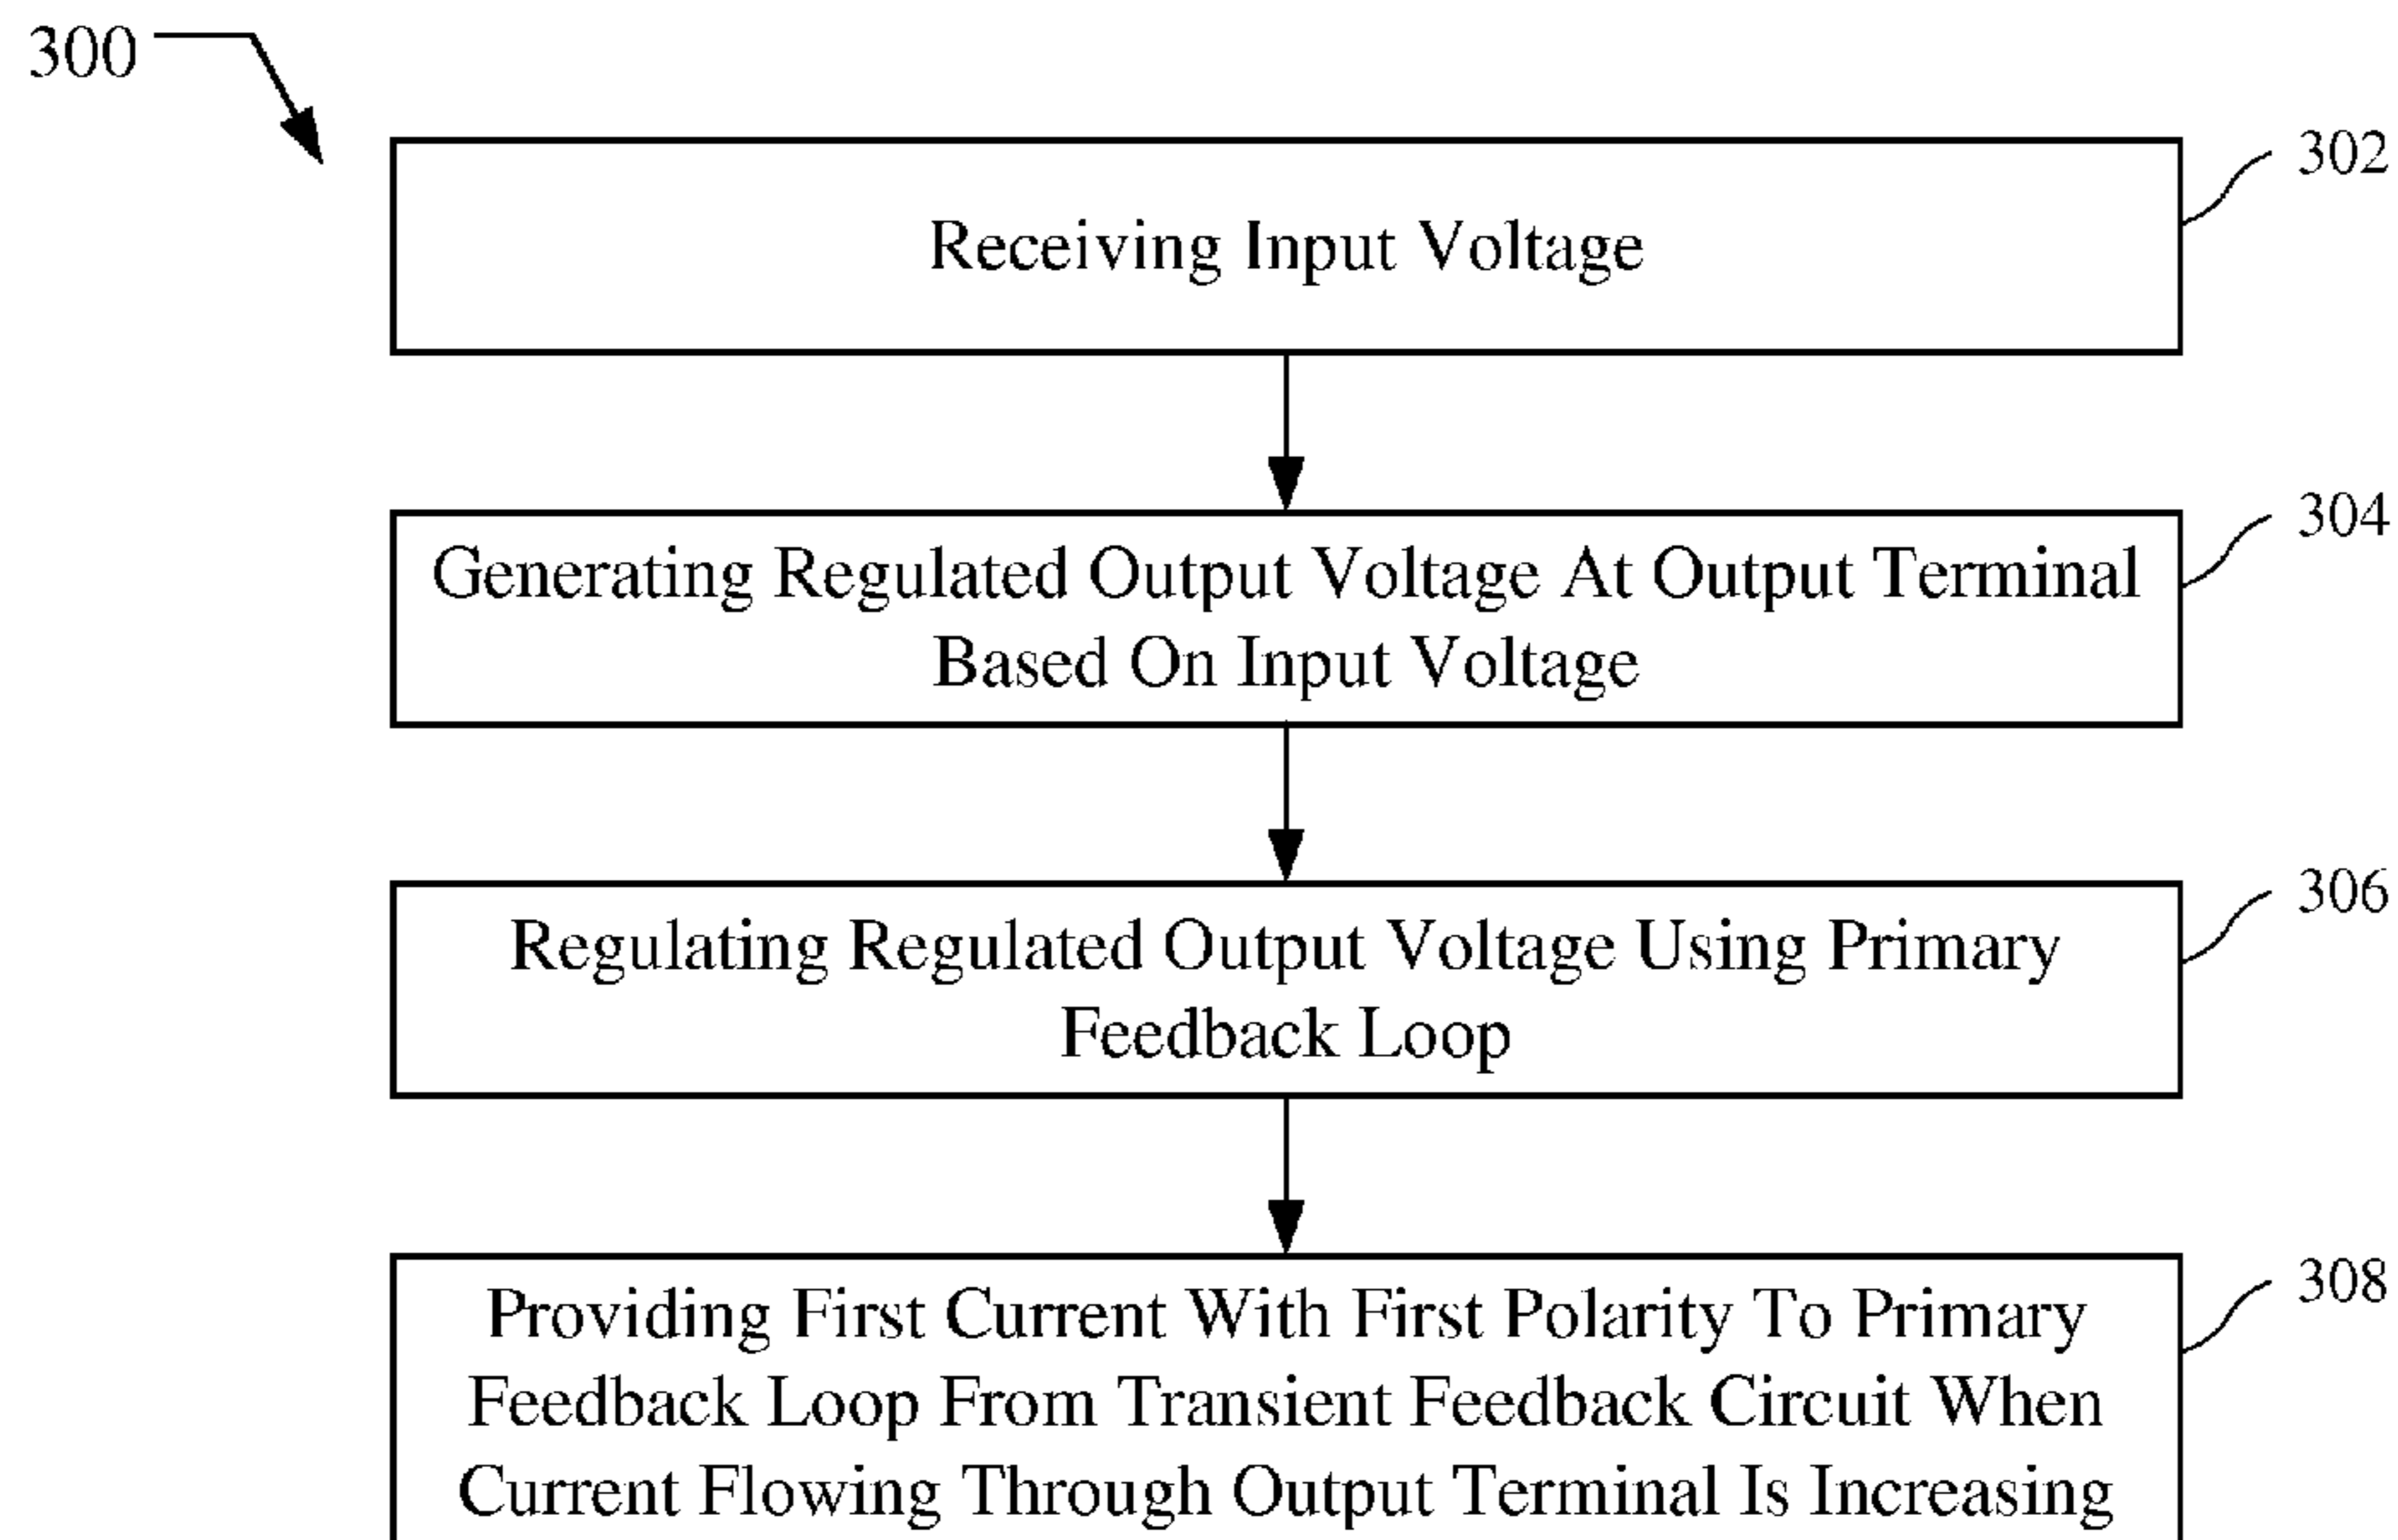 300
302
Receiving Input Voltage
304
Generating Regulated Output Voltage At Output Terminal
Based On Input Voltage
306
Regulating Regulated Output Voltage Using Primary
Feedback Loop
308
Providing First Current With First Polarity To Primary
Feedback Loop From Transient Feedback Circuit When
Current Flowing Through Output Terminal Is Increasing